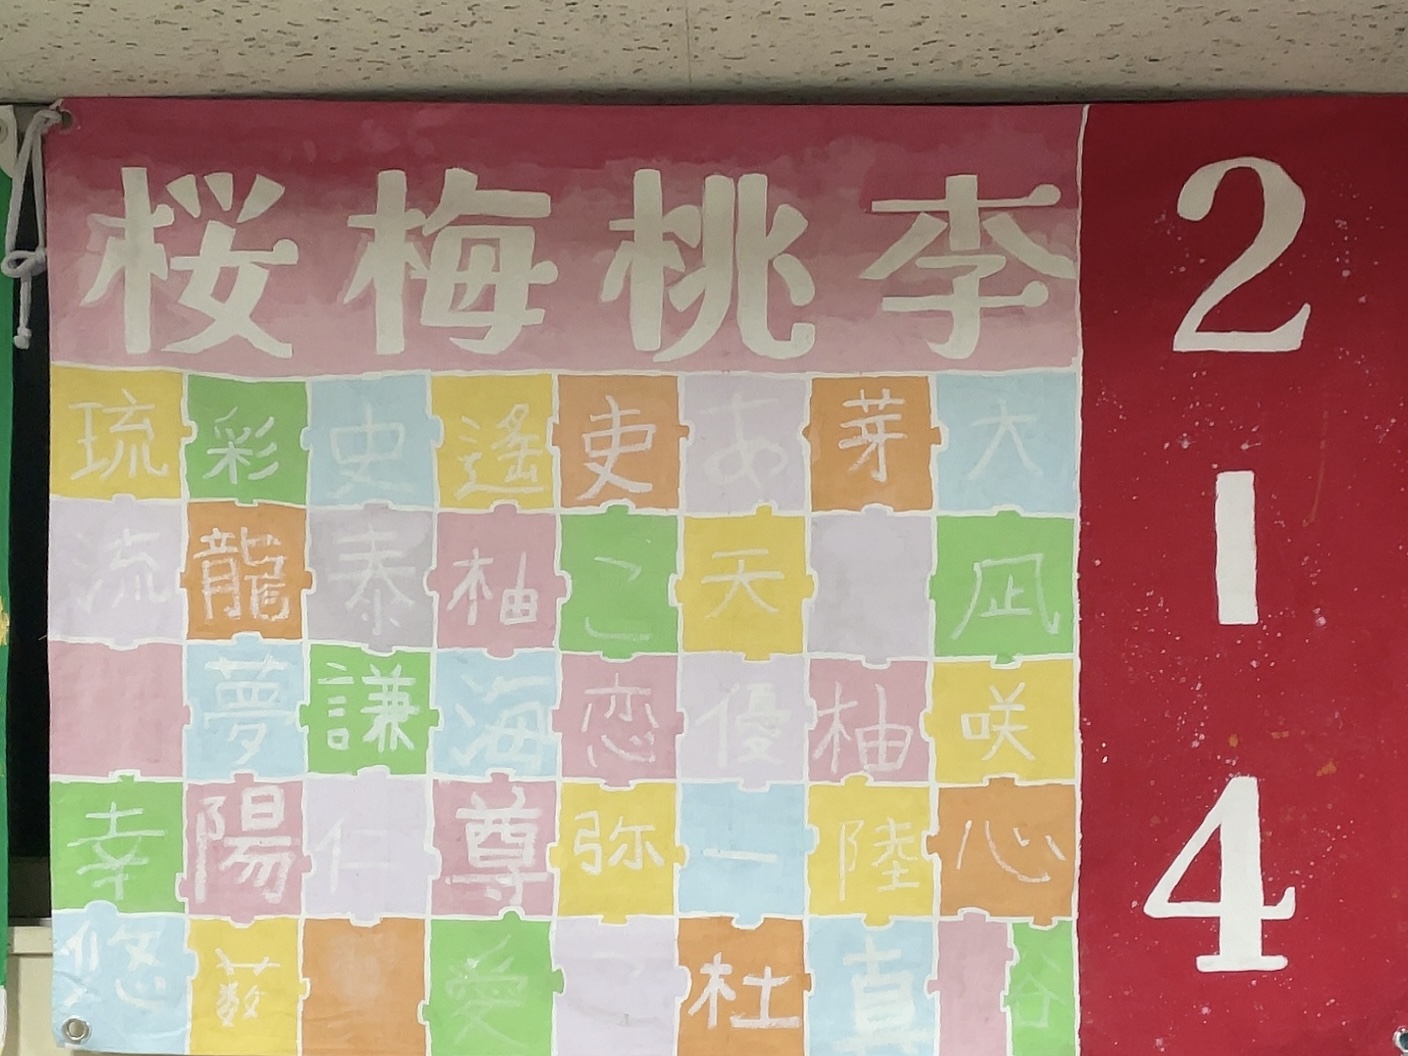 桜梅桃李
2-4
琉彩史遙吏あ芽大
流龍泰柚こ天凪
夢謙海恋優柚咲
幸陽仁尊弥一陸心
悠愛杜真谷